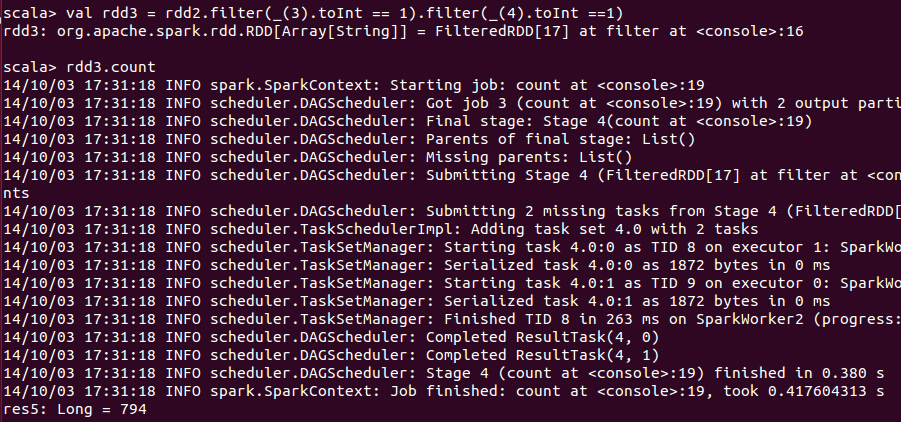 scala> val rdd3 = rdd2.filter(_(3).toInt == 1).filter(_(4).toInt ==1)
rdd3: org.apache.spark.rdd.RDD[Array[String]] = FilteredRDD[17] at filter at <console>:16
scala> rdd3.count
14/10/03 17:31:18 INFO spark.SparkContext: Starting job: count at <console>:19
14/10/03 17:31:18 INFO scheduler.DAGScheduler: Got job 3 (count at <console>:19) with 2 output parti
14/10/03 17:31:18 INFO scheduler.DAGScheduler: Final stage: Stage 4(count at <console>:19)
14/10/03 17:31:18 INFO scheduler.DAGScheduler: Parents of final stage: List()
14/10/03 17:31:18 INFO scheduler.DAGScheduler: Missing parents: List()
14/10/03 17:31:18 INFO scheduler.DAGScheduler: Submitting Stage 4 (FilteredRDD[17] at filter at <con
nts
14/10/03 17:31:18 INFO scheduler.DAGScheduler: Submitting 2 missing tasks from Stage 4 (FilteredRDD[
14/10/03 17:31:18 INFO scheduler.TaskSchedulerImpl: Adding task set 4.0 with 2 tasks
14/10/03 17:31:18 INFO scheduler.TaskSetManager: Starting task 4.0:0 as TID 8 on executor 1: SparkWo
14/10/03 17:31:18 INFO scheduler.TaskSetManager: Serialized task 4.0:0 as 1872 bytes in 0 ms
14/10/03 17:31:18 INFO scheduler.TaskSetManager: Starting task 4.0:1 as TID 9 on executor 0: SparkWo
14/10/03 17:31:18 INFO scheduler.TaskSetManager: Serialized task 4.0:1 as 1872 bytes in 0 ms
14/10/03 17:31:18 INFO scheduler.TaskSetManager: Finished TID 8 in 263 ms on SparkWorker2 (progress:
14/10/03 17:31:18 INFO scheduler.DAGScheduler: Completed ResultTask(4, 0)
14/10/03 17:31:18 INFO scheduler.DAGScheduler: Completed ResultTask(4, 1)
14/10/03 17:31:18 INFO scheduler.DAGScheduler: Stage 4 (count at <console>:19) finished in 0.380 s
14/10/03 17:31:18 INFO spark.SparkContext: Job finished: count at <console>:19, took 0.417604313 s
res5: Long = 794